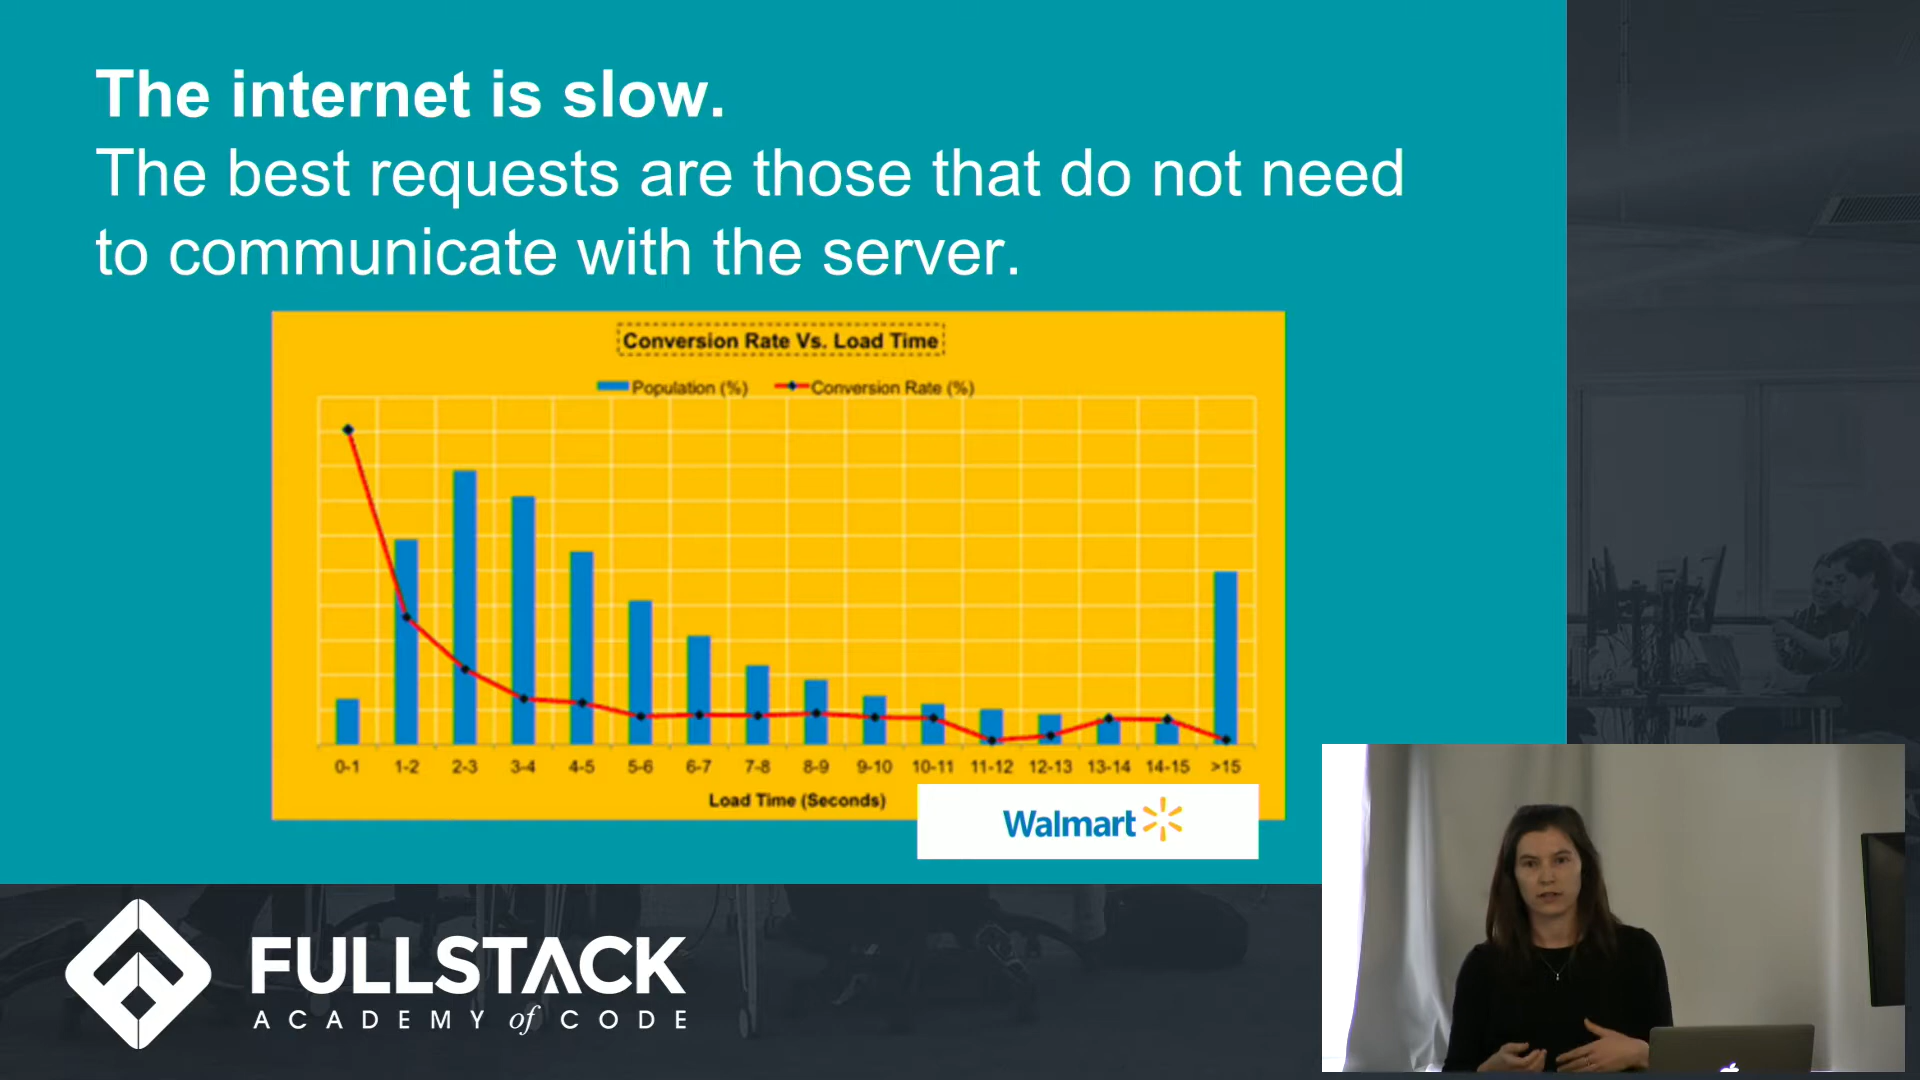 The internet is slow.
The best requests are those that do not need
to communicate with the server.
Conversion Rate Vs. Load Time
Population (%) Conversion Rate (%)
0-1 1-2 2-3 3-4 4-5 5-6 6-7 7-8 8-9 9-10 10-11 11-12 12-13 13-14 14-15 >15
Load Time (Seconds)
Walmart
FULLSTACK
ACADEMY of CODE